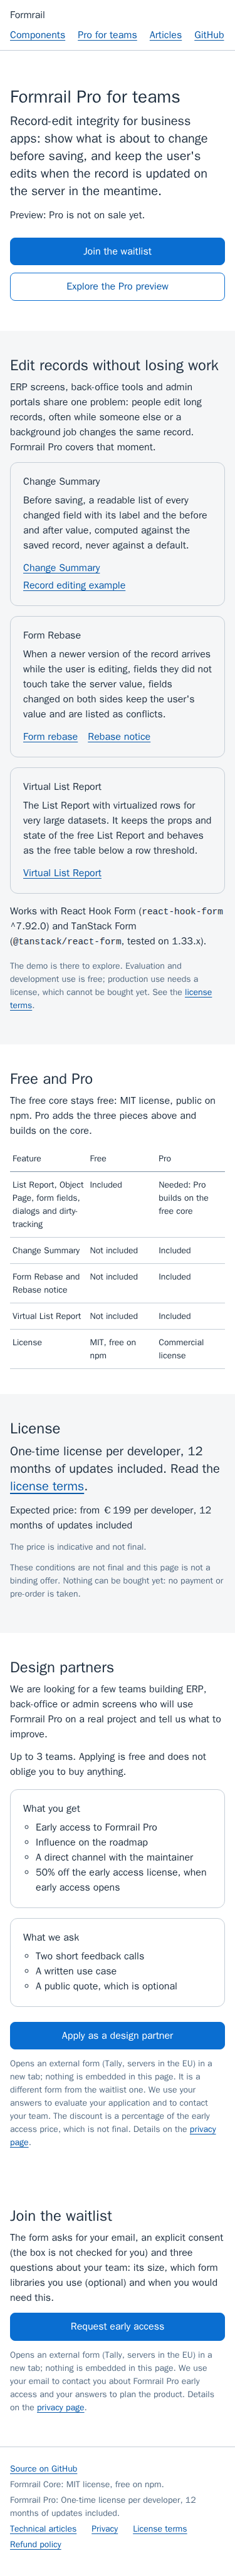 Formrail
Components Pro for teams Articles GitHub
Formrail Pro for teams
Record-edit integrity for business
apps: show what is about to change
before saving, and keep the user's
edits when the record is updated on
the server in the meantime.
Preview: Pro is not on sale yet.
Join the waitlist
Explore the Pro preview
Edit records without losing work
ERP screens, back-office tools and admin
portals share one problem: people edit long
records, often while someone else or a
background job changes the same record.
Formrail Pro covers that moment.
Change Summary
Before saving, a readable list of every
changed field with its label and the before
and after value, computed against the
saved record, never against a default.
Change Summary
Record editing example
Form Rebase
When a newer version of the record arrives
while the user is editing, fields they did not
touch take the server value, fields
changed on both sides keep the user's
value and are listed as conflicts.
Form rebase Rebase notice
Virtual List Report
The List Report with virtualized rows for
very large datasets. It keeps the props and
state of the free List Report and behaves
as the free table below a row threshold.
Virtual List Report
Works with React Hook Form (react-hook-form
^7.92.0) and TanStack Form
(@tanstack/react-form, tested on 1.33.x).
The demo is there to explore. Evaluation and
development use is free; production use needs a
license, which cannot be bought yet. See the license
terms.
Free and Pro
The free core stays free: MIT license, public on
npm. Pro adds the three pieces above and
builds on the core.
Feature Free Pro
List Report, Object Included Needed: Pro
Page, form fields, builds on the
dialogs and dirty- free core
tracking
Change Summary Not included Included
Form Rebase and Not included Included
Rebase notice
Virtual List Report Not included Included
License MIT, free on Commercial
npm license
License
One-time license per developer, 12
months of updates included. Read the
license terms.
Expected price: from €199 per developer, 12
months of updates included
The price is indicative and not final.
These conditions are not final and this page is not a
binding offer. Nothing can be bought yet: no payment or
pre-order is taken.
Design partners
We are looking for a few teams building ERP,
back-office or admin screens who will use
Formrail Pro on a real project and tell us what to
improve.
Up to 3 teams. Applying is free and does not
oblige you to buy anything.
What you get
Early access to Formrail Pro
Influence on the roadmap
A direct channel with the maintainer
50% off the early access license, when
early access opens
What we ask
Two short feedback calls
A written use case
A public quote, which is optional
Apply as a design partner
Opens an external form (Tally, servers in the EU) in a
new tab; nothing is embedded in this page. It is a
different form from the waitlist one. We use your
answers to evaluate your application and to contact
your team. The discount is a percentage of the early
access price, which is not final. Details on the privacy
page.
Join the waitlist
The form asks for your email, an explicit consent
(the box is not checked for you) and three
questions about your team: its size, which form
libraries you use (optional) and when you would
need this.
Request early access
Opens an external form (Tally, servers in the EU) in a
new tab; nothing is embedded in this page. We use
your email to contact you about Formrail Pro early
access and your answers to plan the product. Details
on the privacy page.
Source on GitHub
Formrail Core: MIT license, free on npm.
Formrail Pro: One-time license per developer, 12
months of updates included.
Technical articles Privacy License terms
Refund policy